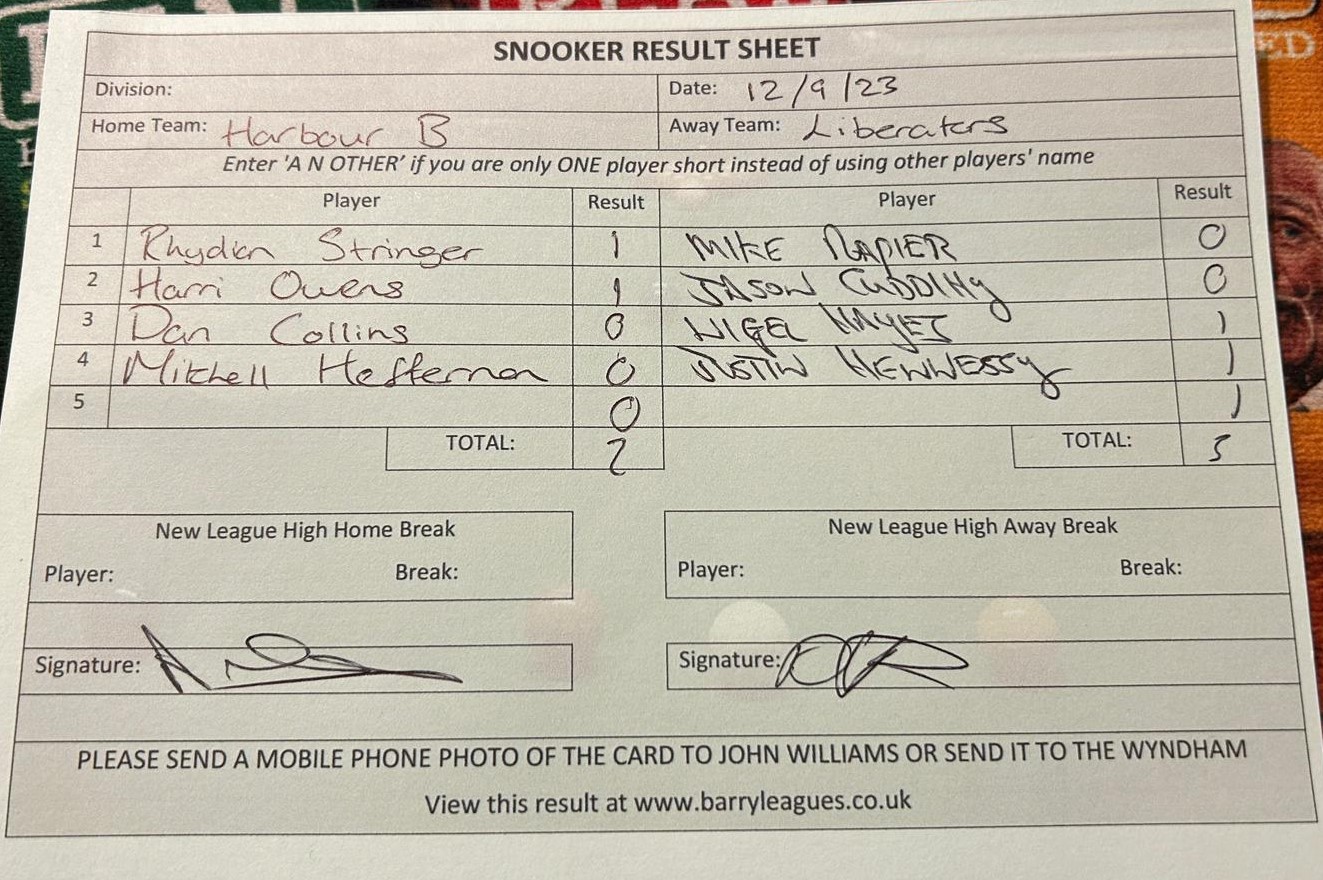 SNOOKER RESULT SHEET
Division: Date: 12/9/23
Home Team: Harbour B Away Team: Liberators
Enter 'A N OTHER' if you are only ONE player short instead of using other players' name
Player Result Player Result
1 Rhydian Stringer 1 MIKE NAPIER 0
2 Harri Owens 1 JASON CUDDIHy 0
3 Dan Collins 0 NIGEL HAYES 1
4 Mitchell Heffernan 0 JUSTIN HENNESSy 1
5 0 1
TOTAL: 2 TOTAL: 3
New League High Home Break New League High Away Break
Player: Break: Player: Break:
Signature: Signature:
PLEASE SEND A MOBILE PHONE PHOTO OF THE CARD TO JOHN WILLIAMS OR SEND IT TO THE WYNDHAM
View this result at www.barryleagues.co.uk